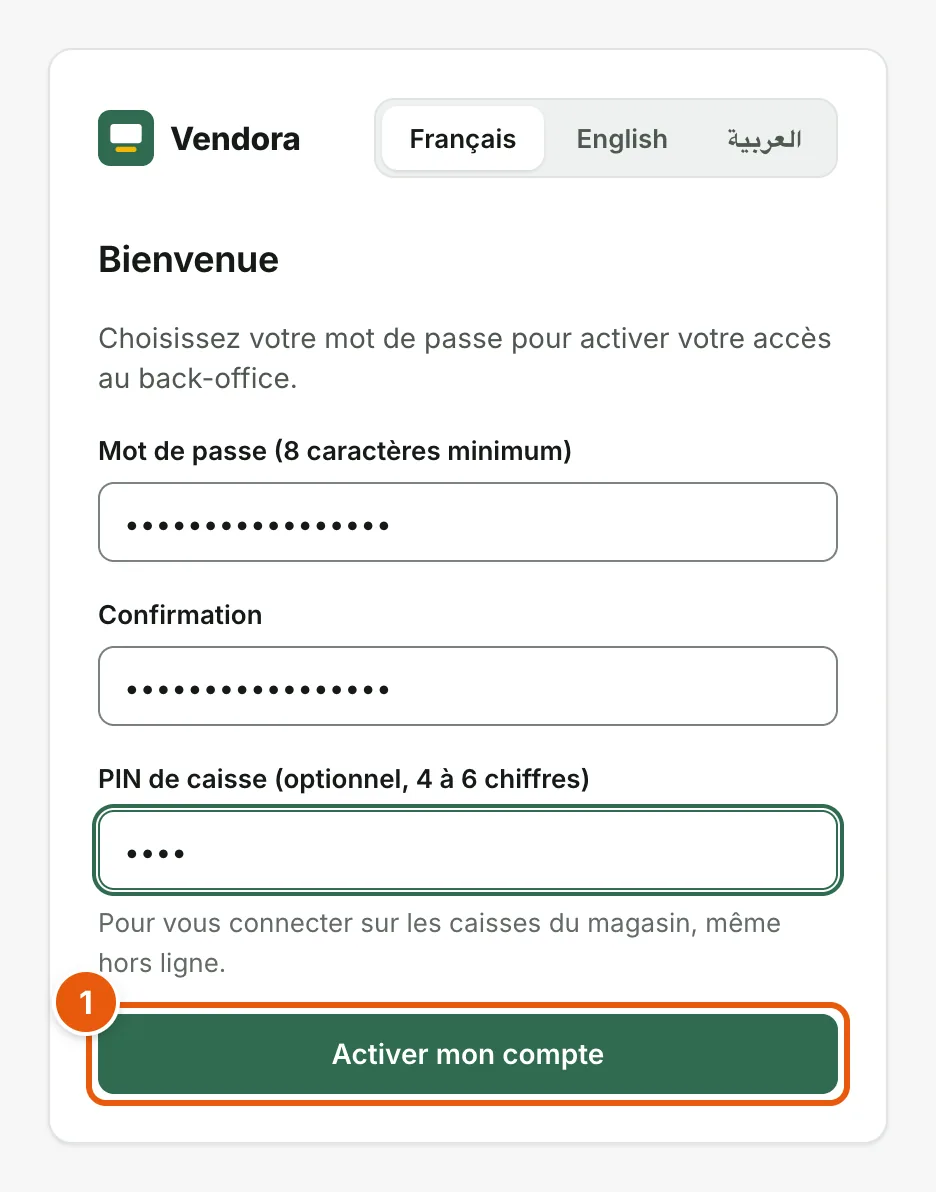 Vendora
Français English العربية
Bienvenue
Choisissez votre mot de passe pour activer votre accès
au back-office.
Mot de passe (8 caractères minimum)
•••••••••••••••••
Confirmation
•••••••••••••••••
PIN de caisse (optionnel, 4 à 6 chiffres)
••••
Pour vous connecter sur les caisses du magasin, même
hors ligne.
1
Activer mon compte